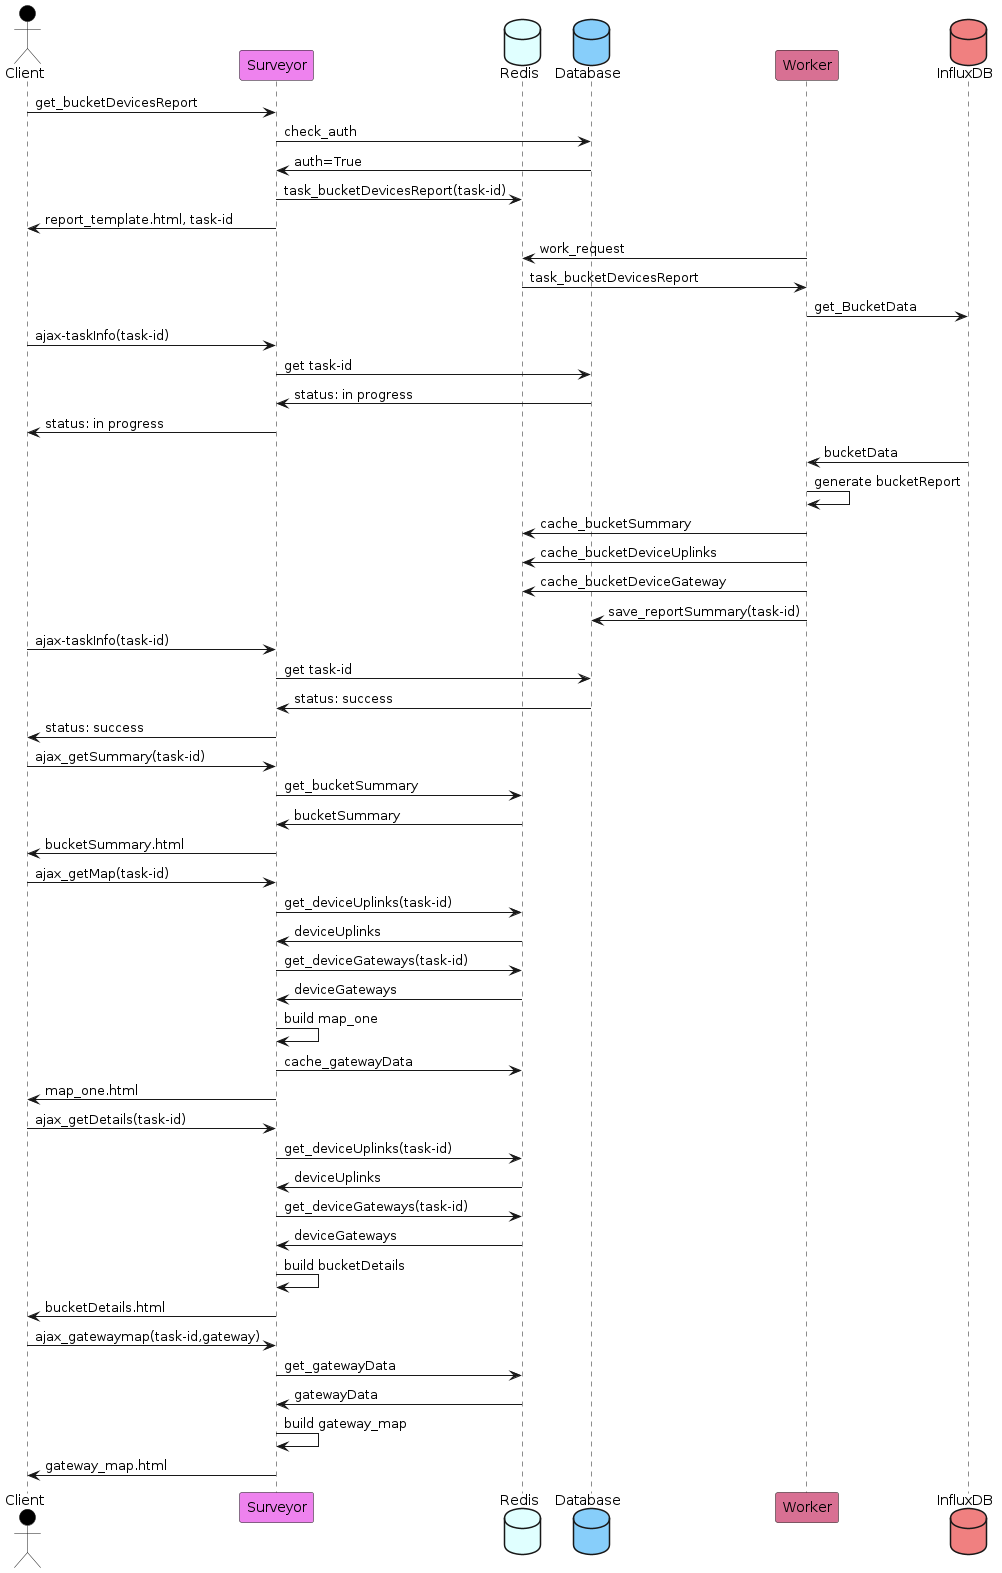 Client
Surveyor
Redis
Database
Worker
InfluxDB
get_bucketDevicesReport
check_auth
auth=True
task_bucketDevicesReport(task-id)
report_template.html, task-id
work_request
task_bucketDevicesReport
get_BucketData
ajax-taskInfo(task-id)
get task-id
status: in progress
status: in progress
bucketData
generate bucketReport
cache_bucketSummary
cache_bucketDeviceUplinks
cache_bucketDeviceGateway
save_reportSummary(task-id)
ajax-taskInfo(task-id)
get task-id
status: success
status: success
ajax_getSummary(task-id)
get_bucketSummary
bucketSummary
bucketSummary.html
ajax_getMap(task-id)
get_deviceUplinks(task-id)
deviceUplinks
get_deviceGateways(task-id)
deviceGateways
build map_one
cache_gatewayData
map_one.html
ajax_getDetails(task-id)
get_deviceUplinks(task-id)
deviceUplinks
get_deviceGateways(task-id)
deviceGateways
build bucketDetails
bucketDetails.html
ajax_gatewaymap(task-id,gateway)
get_gatewayData
gatewayData
build gateway_map
gateway_map.html
Client
Surveyor
Redis
Database
Worker
InfluxDB